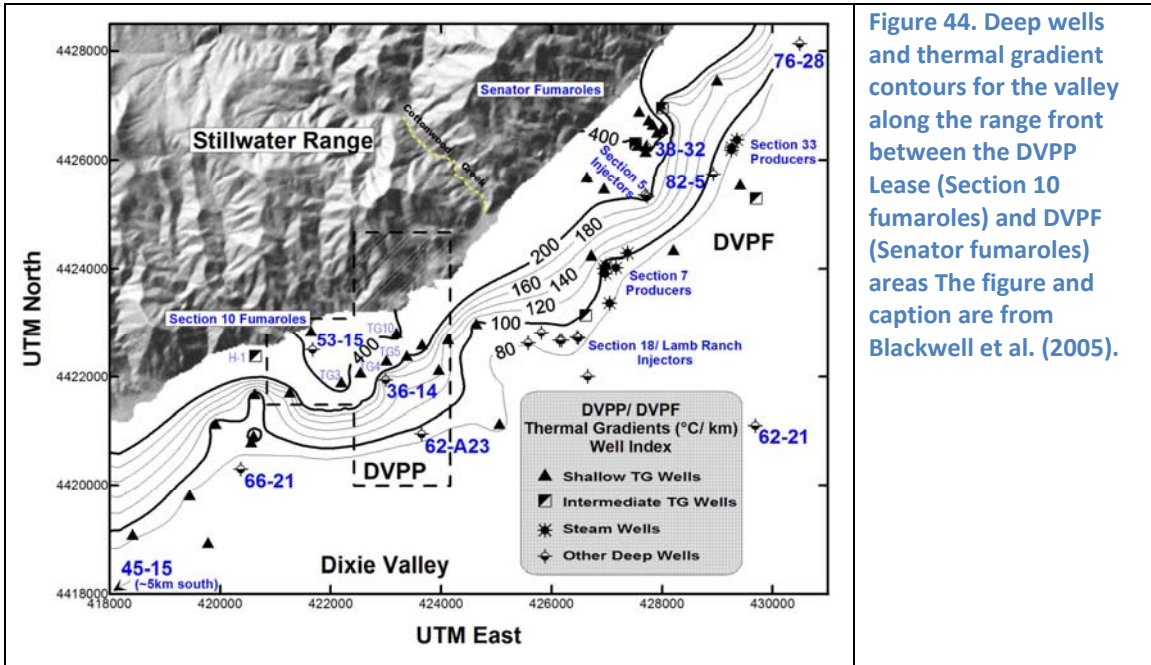 4428000
4426000
4424000
4422000
4420000
4418000
UTM North
418000
420000
422000
424000
426000
428000
430000
UTM East
Stillwater Range
Cottonwood Creek
Senator Fumaroles
76-28
400
38-32
Section 5
Injectors
82-5
Section 33
Producers
DVPF
200
180
160
140
120
100
80
Section 7
Producers
Section 18/ Lamb Ranch
Injectors
Section 10 Fumaroles
53-15
TG10
H-1
400
TG5
TG4
TG3
36-14
62-A23
62-21
DVPP
66-21
45-15
(~5km south)
Dixie Valley
DVPP/ DVPF
Thermal Gradients (°C/ km)
Well Index
Shallow TG Wells
Intermediate TG Wells
Steam Wells
Other Deep Wells
Figure 44. Deep wells
and thermal gradient
contours for the valley
along the range front
between the DVPP
Lease (Section 10
fumaroles) and DVPF
(Senator fumaroles)
areas The figure and
caption are from
Blackwell et al. (2005).